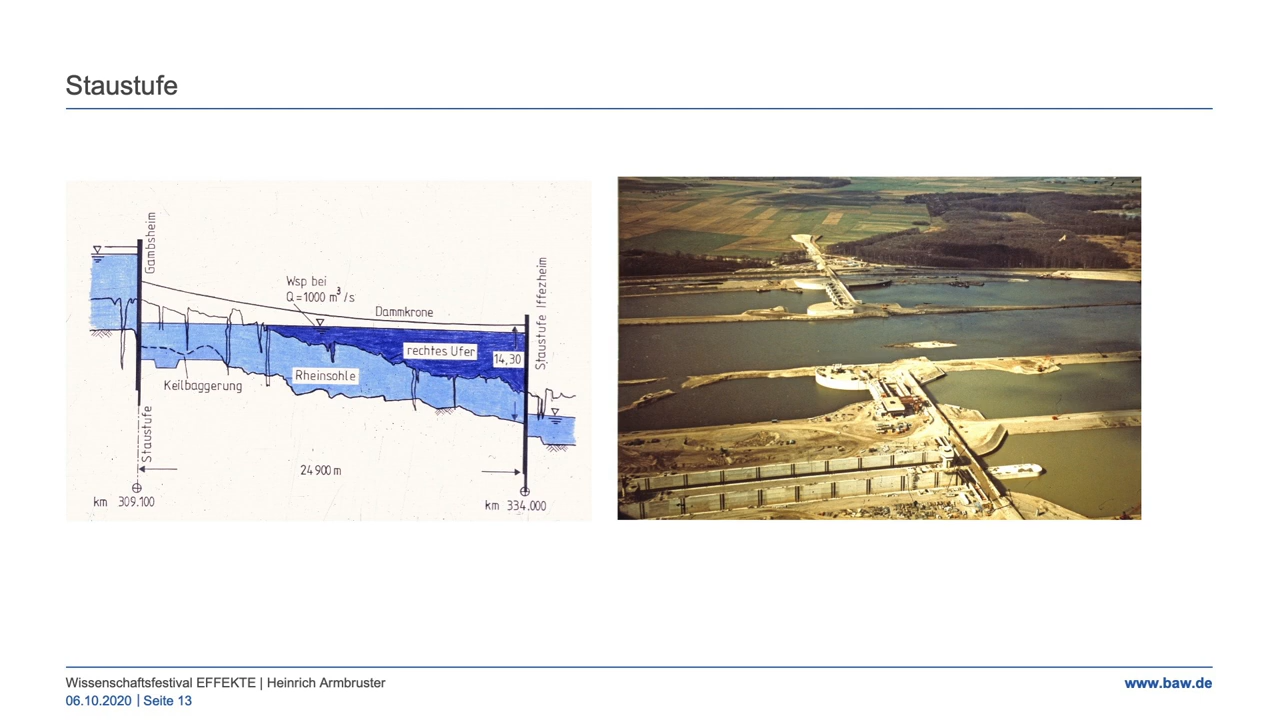 Staustufe
Gambsheim
Wsp bei
Q=1000 m³/s
Dammkrone
Staustufe Iffezheim
rechtes Ufer
14,30
Rheinsohle
Keilbaggerung
Staustufe
24 900 m
km 309.100
km 334.000
Wissenschaftsfestival EFFEKTE | Heinrich Armbruster
06.10.2020 | Seite 13
www.baw.de